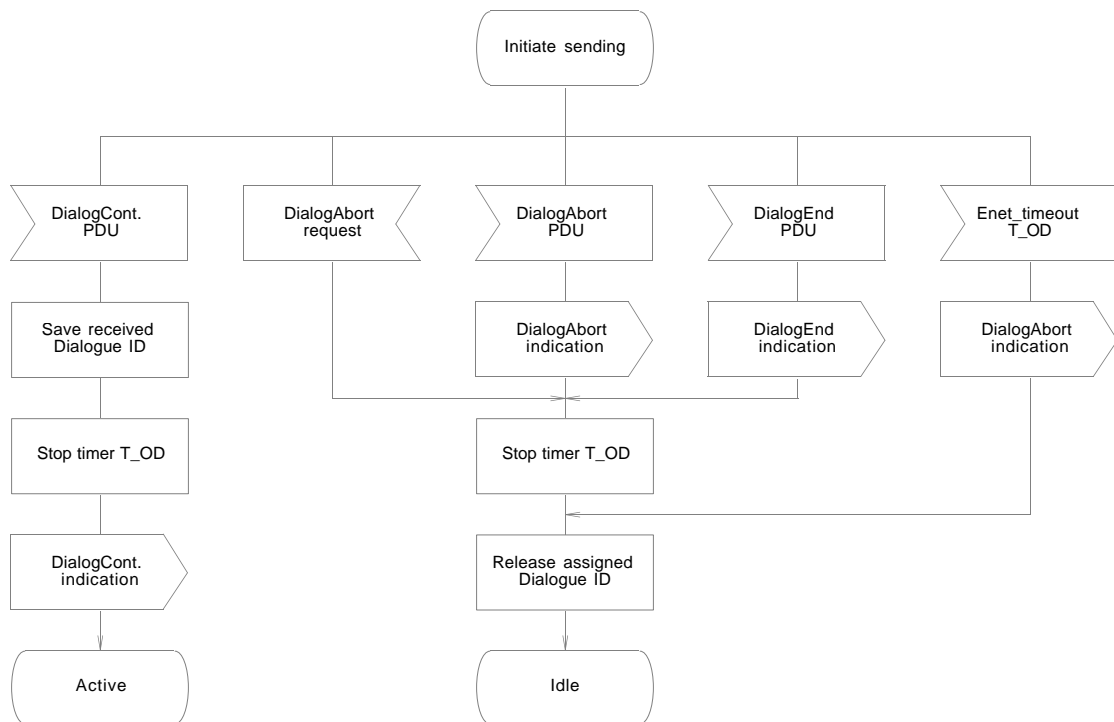 Initiate sending
DialogCont.
PDU
DialogAbort
request
DialogAbort
PDU
DialogEnd
PDU
Enet_timeout
T_OD
Save received
Dialogue ID
DialogAbort
indication
DialogEnd
indication
DialogAbort
indication
Stop timer T_OD
Stop timer T_OD
DialogCont.
indication
Release assigned
Dialogue ID
Active
Idle